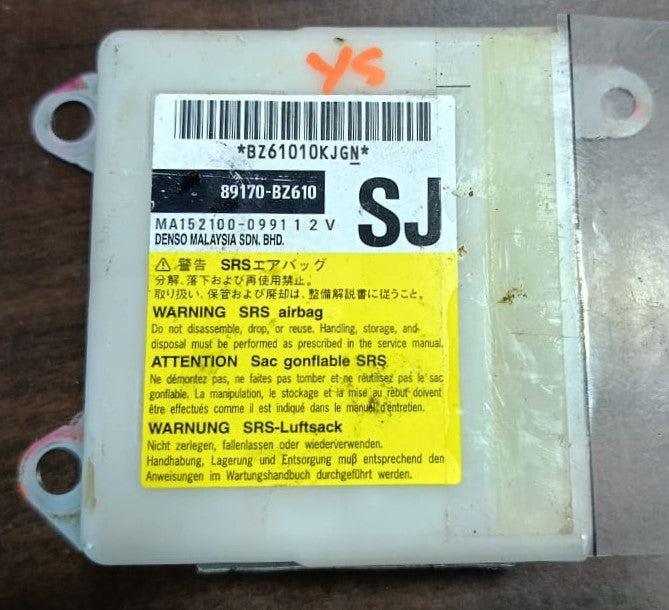 YS
*BZ61010KJGN*
89170-BZ610
SJ
MA152100-0991 12V
DENSO MALAYSIA SDN. BHD.
⚠ 警告 SRSエアバッグ
分解、落下および再使用禁止。
取り扱い、保管および廃却は、整備解説書に従うこと。
WARNING SRS airbag
Do not disassemble, drop, or reuse. Handling, storage, and
disposal must be performed as prescribed in the service manual.
ATTENTION Sac gonflable SRS
Ne démontez pas, ne faites pas tomber et ne réutilisez pas le sac
gonflable. La manipulation, le stockage et la mise au rebut doivent
être effectués comme il est indiqué dans le manuel d'entretien.
WARNUNG SRS-Luftsack
Nicht zerlegen, fallenlassen oder wiederverwenden.
Handhabung, Lagerung und Entsorgung muß entsprechend den
Anweisungen im Wartungshandbuch durchgeführt werden.